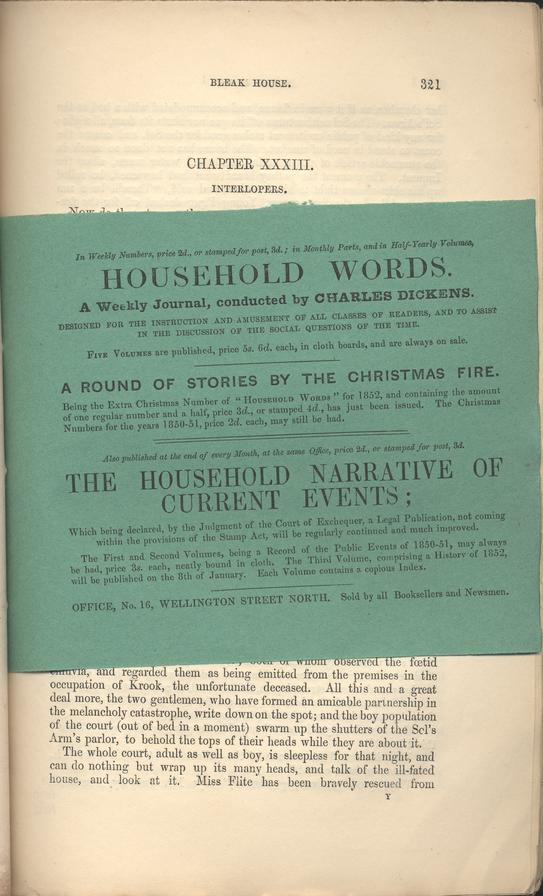 BLEAK HOUSE. 321
CHAPTER XXXIII.
INTERLOPERS.
In Weekly Numbers, price 2d., or stamped for post, 3d.; in Monthly Parts, and in Half-Yearly Volumes,
HOUSEHOLD WORDS.
A Weekly Journal, conducted by CHARLES DICKENS.
DESIGNED FOR THE INSTRUCTION AND AMUSEMENT OF ALL CLASSES OF READERS, AND TO ASSIST
IN THE DISCUSSION OF THE SOCIAL QUESTIONS OF THE TIME.
FIVE VOLUMES are published, price 5s. 6d. each, in cloth boards, and are always on sale.
A ROUND OF STORIES BY THE CHRISTMAS FIRE.
Being the Extra Christmas Number of "HOUSEHOLD WORDS" for 1852, and containing the amount
of one regular number and a half, price 3d., or stamped 4d., has just been issued. The Christmas
Numbers for the years 1850-51, price 2d. each, may still be had.
Also published at the end of every Month, at the same Office, price 2d., or stamped for post, 3d.
THE HOUSEHOLD NARRATIVE OF
CURRENT EVENTS;
Which being declared, by the Judgment of the Court of Exchequer, a Legal Publication, not coming
within the provisions of the Stamp Act, will be regularly continued and much improved.
The First and Second Volumes, being a Record of the Public Events of 1850-51, may always
be had, price 3s. each, neatly bound in cloth. The Third Volume, comprising a History of 1852,
will be published on the 8th of January. Each Volume contains a copious Index.
OFFICE, No. 16, WELLINGTON STREET NORTH. Sold by all Booksellers and Newsmen.
both of whom observed the fœtid
effluvia, and regarded them as being emitted from the premises in the
occupation of Krook, the unfortunate deceased. All this and a great
deal more, the two gentlemen, who have formed an amicable partnership in
the melancholy catastrophe, write down on the spot; and the boy population
of the court (out of bed in a moment) swarm up the shutters of the Sol's
Arm's parlor, to behold the tops of their heads while they are about it.
The whole court, adult as well as boy, is sleepless for that night, and
can do nothing but wrap up its many heads, and talk of the ill-fated
house, and look at it. Miss Flite has been bravely rescued from
Y